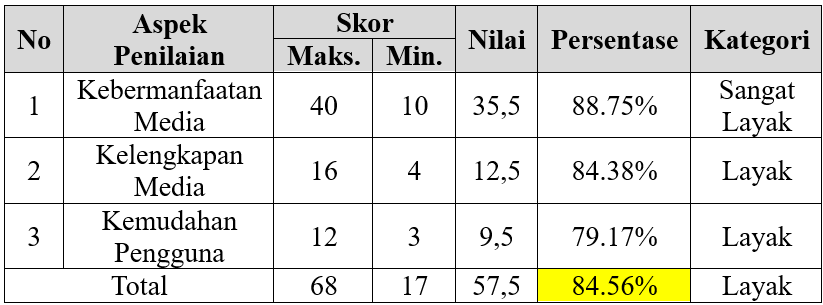 No Aspek Penilaian Skor Nilai Persentase Kategori
Maks. Min.
1 Kebermanfaatan Media 40 10 35,5 88.75% Sangat Layak
2 Kelengkapan Media 16 4 12,5 84.38% Layak
3 Kemudahan Pengguna 12 3 9,5 79.17% Layak
Total 68 17 57,5 84.56% Layak